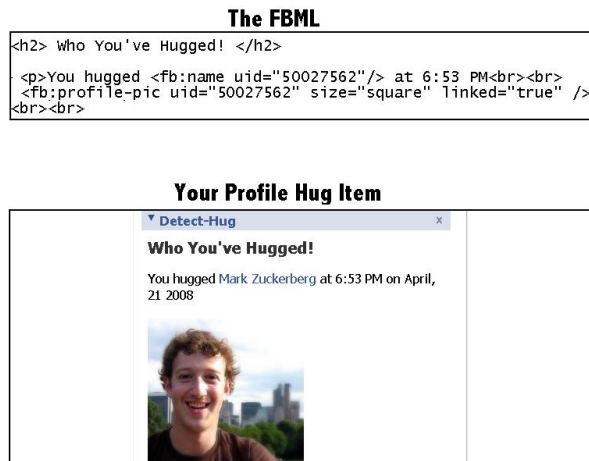 The FBML
<h2> Who You've Hugged! </h2>
<p>You hugged <fb:name uid="50027562"/> at 6:53 PM<br><br>
<fb:profile-pic uid="50027562" size="square" linked="true" />
<br><br>
Your Profile Hug Item
Detect-Hug x
Who You've Hugged!
You hugged Mark Zuckerberg at 6:53 PM on April,
21 2008